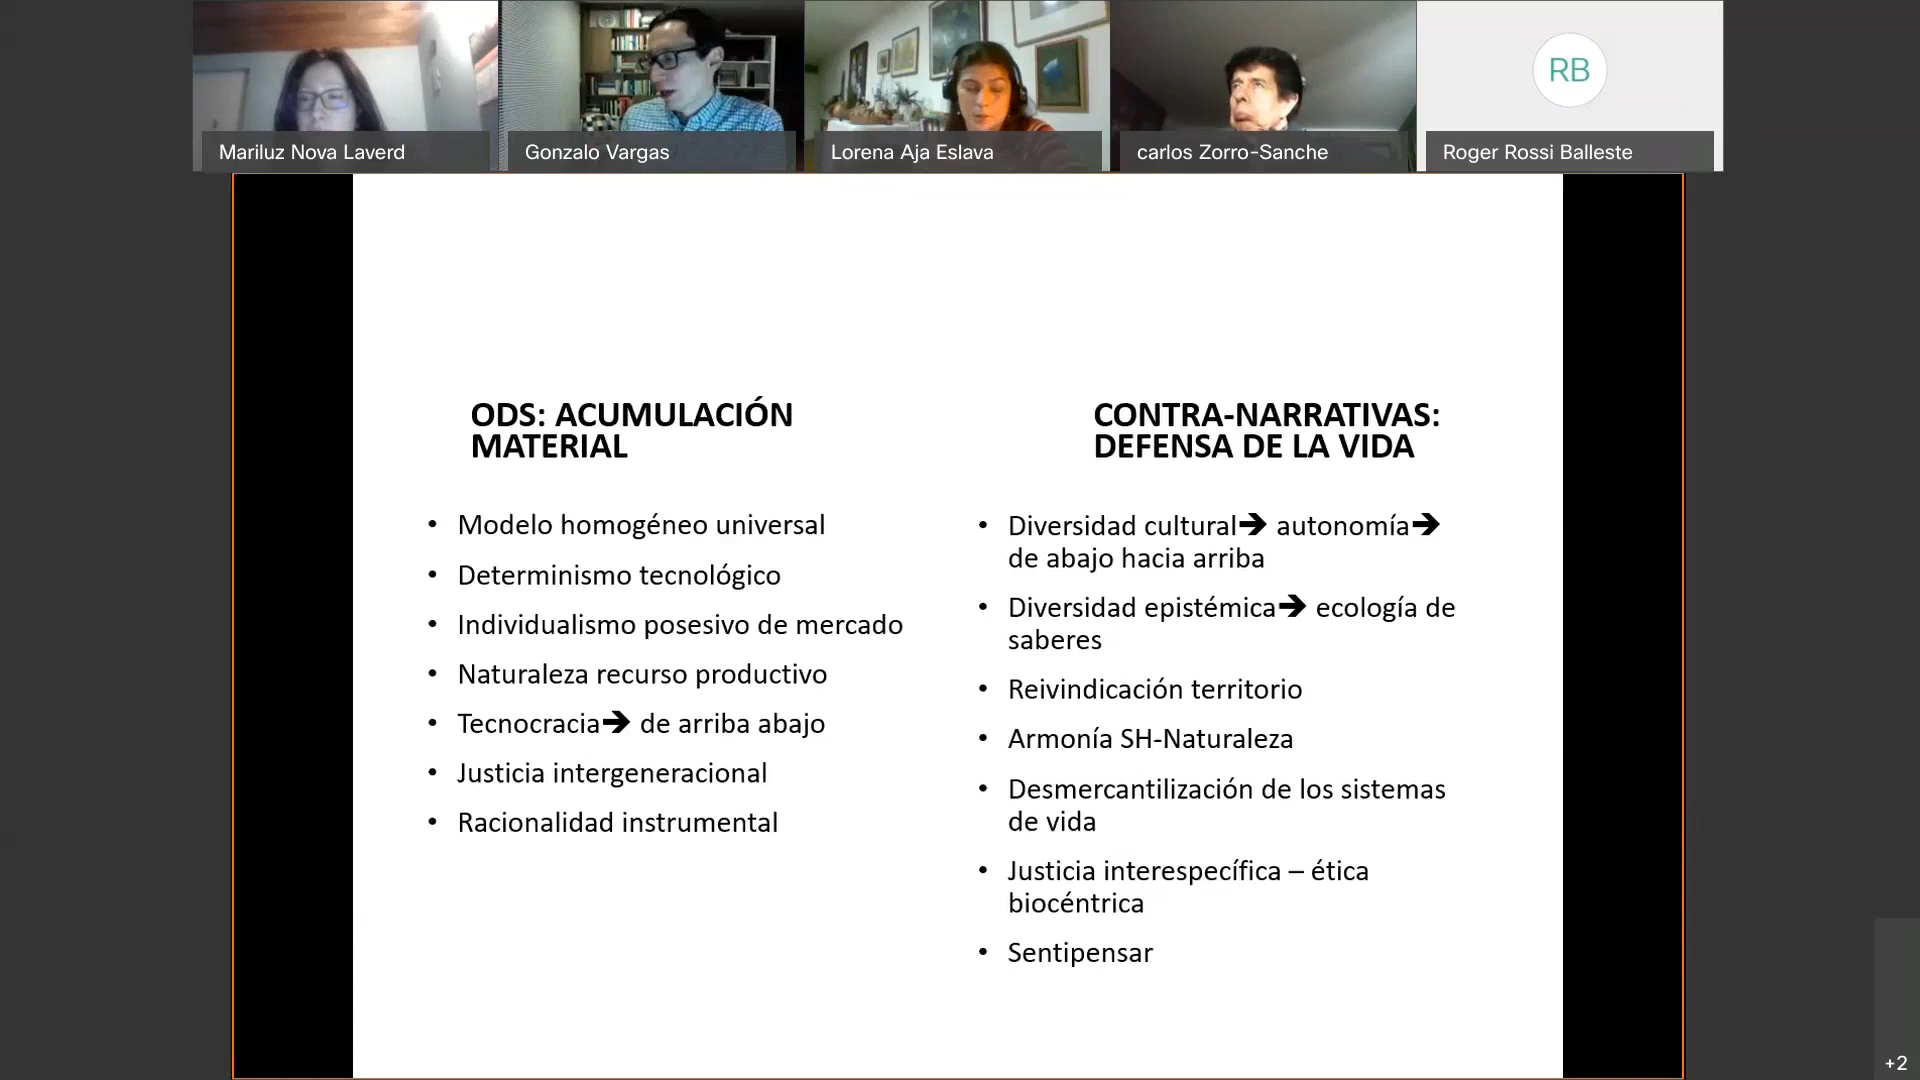 RB
Mariluz Nova Laverd
Gonzalo Vargas
Lorena Aja Eslava
carlos Zorro-Sanche
Roger Rossi Balleste
ODS: ACUMULACIÓN
MATERIAL
• Modelo homogéneo universal
• Determinismo tecnológico
• Individualismo posesivo de mercado
• Naturaleza recurso productivo
• Tecnocracia➔ de arriba abajo
• Justicia intergeneracional
• Racionalidad instrumental
CONTRA-NARRATIVAS:
DEFENSA DE LA VIDA
• Diversidad cultural➔ autonomía➔
de abajo hacia arriba
• Diversidad epistémica➔ ecología de
saberes
• Reivindicación territorio
• Armonía SH-Naturaleza
• Desmercantilización de los sistemas
de vida
• Justicia interespecífica – ética
biocéntrica
• Sentipensar
+2